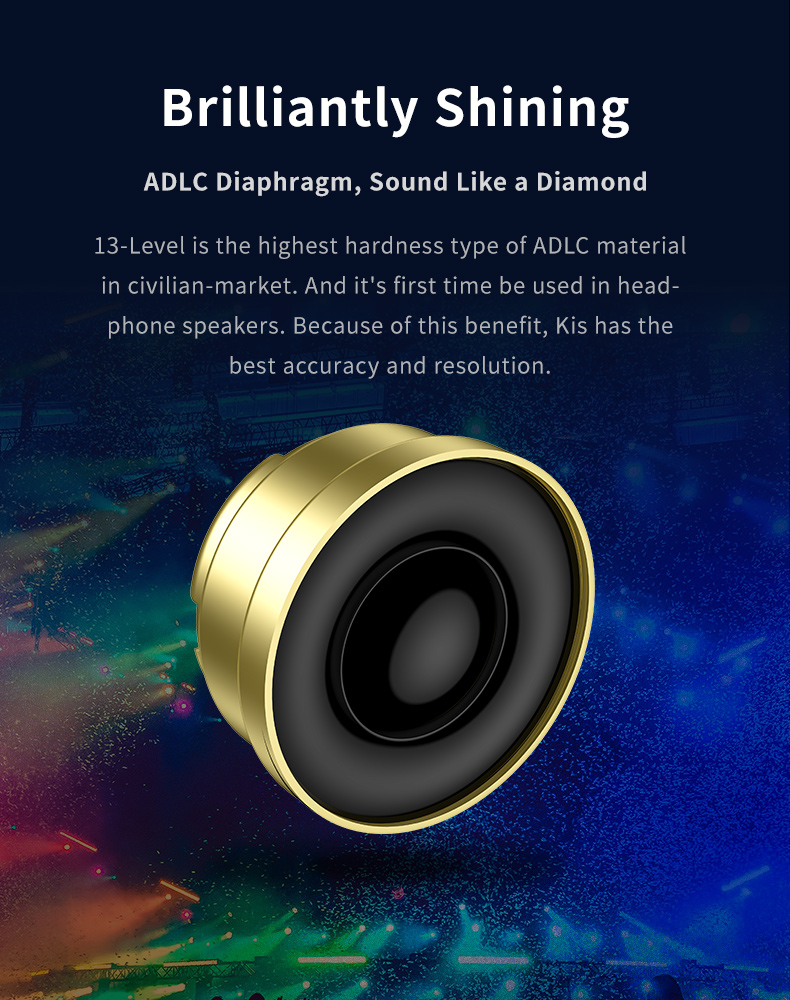 Brilliantly Shining
ADLC Diaphragm, Sound Like a Diamond
13-Level is the highest hardness type of ADLC material
in civilian-market. And it's first time be used in head-
phone speakers. Because of this benefit, Kis has the
best accuracy and resolution.